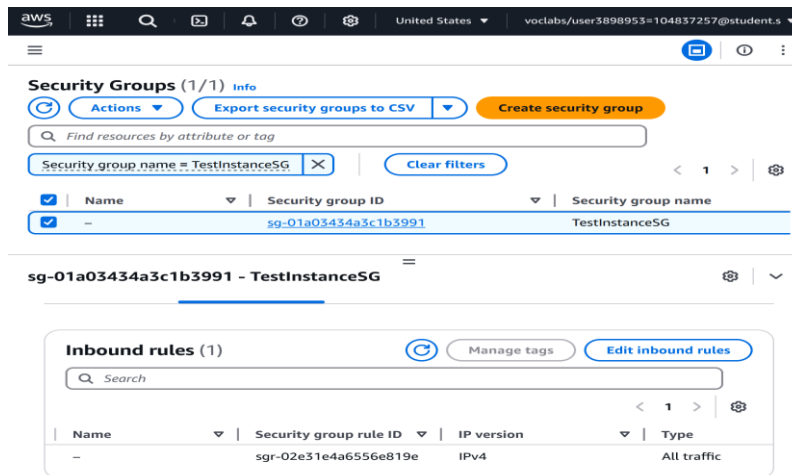 aws United States ▼ voclabs/user3898953=104837257@student.s
Security Groups (1/1) Info
Actions ▼ Export security groups to CSV ▼ Create security group
Find resources by attribute or tag
Security group name = TestInstanceSG X Clear filters
< 1 >
Name Security group ID Security group name
– sg-01a03434a3c1b3991 TestInstanceSG
sg-01a03434a3c1b3991 - TestInstanceSG
Inbound rules (1) Manage tags Edit inbound rules
Search
< 1 >
Name Security group rule ID IP version Type
– sgr-02e31e4a6556e819e IPv4 All traffic